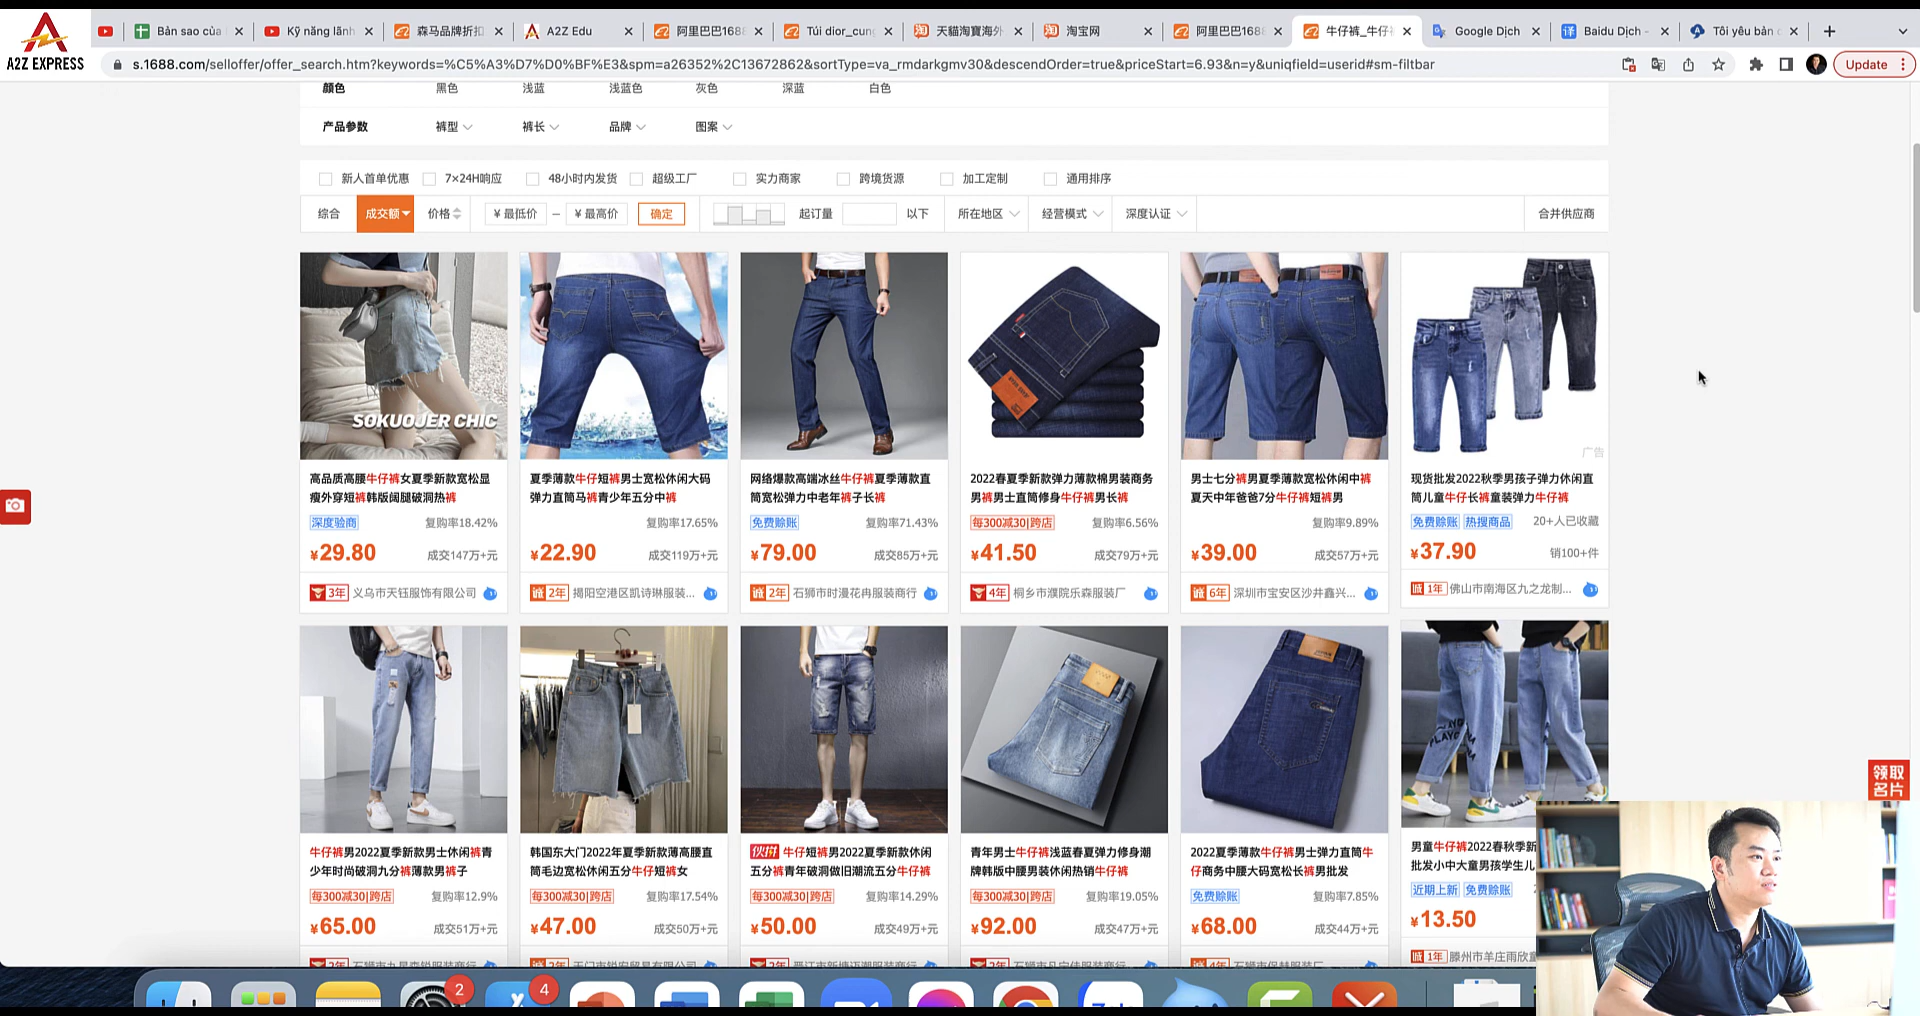 A2Z EXPRESS
Bản sao của
Kỹ năng lãnh
森马品牌折扣
A2Z Edu
阿里巴巴1688
Túi dior_cung
天貓淘寶海外
淘宝网
阿里巴巴1688
牛仔裤_牛仔
Google Dịch
Baidu Dịch -
Tôi yêu bản c
s.1688.com/selloffer/offer_search.htm?keywords=%C5%A3%D7%D0%BF%E3&spm=a26352%2C13672862&sortType=va_rmdarkgmv30&descendOrder=true&priceStart=6.93&n=y&uniqfield=userid#sm-filtbar
Update
颜色 黑色 浅蓝 浅蓝色 灰色 深蓝 白色
产品参数 裤型 裤长 品牌 图案
新人首单优惠 7×24H响应 48小时内发货 超级工厂 实力商家 跨境货源 加工定制 通用排序
综合 成交额 价格 ¥ 最低价 – ¥ 最高价 确定 起订量 以下 所在地区 经营模式 深度认证 合并供应商
SOKUOJER CHIC
高品质高腰牛仔裤女夏季新款宽松显
瘦外穿短裤韩版阔腿破洞热裤
深度验商 复购率18.42%
¥29.80 成交147万+元
3年 义乌市天钰服饰有限公司
夏季薄款牛仔短裤男士宽松休闲大码
弹力直筒马裤青少年五分中裤
复购率17.65%
¥22.90 成交119万+元
诚 2年 揭阳空港区凯诗琳服装...
网络爆款高端冰丝牛仔裤夏季薄款直
筒宽松弹力中老年裤子长裤
免费赊账 复购率71.43%
¥79.00 成交85万+元
诚 2年 石狮市时漫花冉服装商行
2022春夏季新款弹力薄款棉男装商务
男裤男士直筒修身牛仔裤男长裤
每300减30|跨店 复购率6.56%
¥41.50 成交79万+元
4年 桐乡市濮院乐森服装厂
男士七分裤男夏季薄款宽松休闲中裤
夏天中年爸爸7分牛仔裤短裤男
复购率9.89%
¥39.00 成交57万+元
诚 6年 深圳市宝安区沙井鑫兴...
广告
现货批发2022秋季男孩子弹力休闲直
筒儿童牛仔长裤童装弹力牛仔裤
免费赊账 热搜商品 20+人已收藏
¥37.90 销100+件
诚 1年 佛山市南海区九之龙制...
牛仔裤男2022夏季新款男士休闲裤青
少年时尚破洞九分裤薄款男裤子
每300减30|跨店 复购率12.9%
¥65.00 成交51万+元
2年
韩国东大门2022年夏季新款薄高腰直
筒毛边宽松休闲五分牛仔短裤女
每300减30|跨店 复购率17.54%
¥47.00 成交50万+元
2年
伙拼 牛仔短裤男2022夏季新款休闲
五分裤青年破洞做旧潮流五分牛仔裤
每300减30|跨店 复购率14.29%
¥50.00 成交49万+元
2年
青年男士牛仔裤浅蓝春夏弹力修身潮
牌韩版中腰男装休闲热销牛仔裤
每300减30|跨店 复购率19.05%
¥92.00 成交47万+元
2年
2022夏季薄款牛仔裤男士弹力直筒牛
仔商务中腰大码宽松长裤男批发
免费赊账 复购率7.85%
¥68.00 成交44万+元
4年
男童牛仔裤2022春秋季新
批发小中大童男孩学生儿
近期上新 免费赊账
¥13.50
诚 1年 滕州市羊庄雨欣
领取
名片
2
4